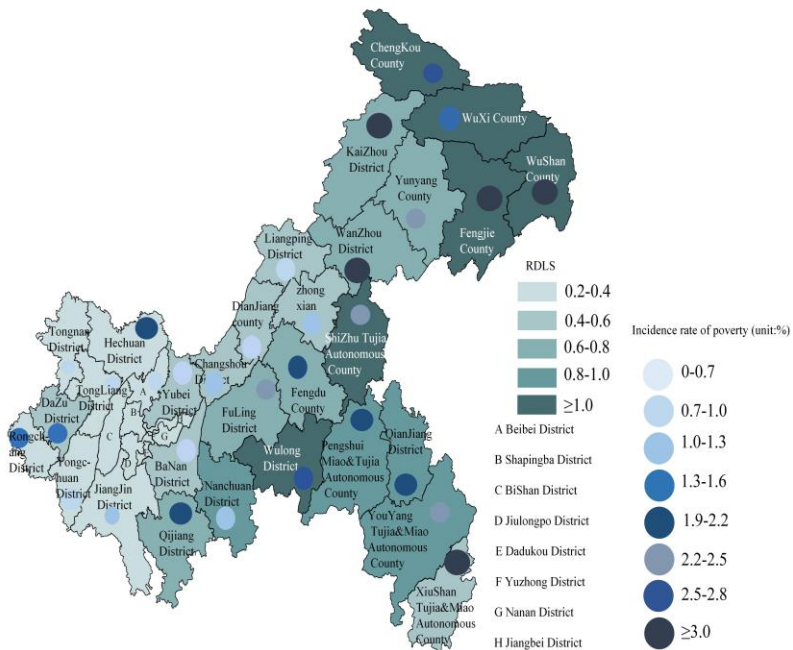 ChengKou
County
WuXi County
KaiZhou
District
WuShan
County
Yunyang
County
Fengjie
County
WanZhou
District
Liangping
District
zhong
xian
DianJiang
county
ShiZhu Tujia
Autonomous
County
Tongnan
District
Hechuan
District
Changshou
District
TongLiang
District
DaZu
District
Yubei
District
Fengdu
County
FuLing
District
Rongch-
ang
District
Yong-
chuan
District
JiangJin
District
BaNan
District
Nanchuan
District
Wulong
District
Pengshui
Miao&Tujia
Autonomous
County
QianJiang
District
Qijiang
District
YouYang
Tujia&Miao
Autonomous
County
XiuShan
Tujia&Miao
Autonomous
County
A
B
C
D
G
RDLS
0.2-0.4
0.4-0.6
0.6-0.8
0.8-1.0
≥1.0
A Beibei District
B Shapingba District
C BiShan District
D Jiulongpo District
E Dadukou District
F Yuzhong District
G Nanan District
H Jiangbei District
Incidence rate of poverty (unit:%)
0-0.7
0.7-1.0
1.0-1.3
1.3-1.6
1.9-2.2
2.2-2.5
2.5-2.8
≥3.0